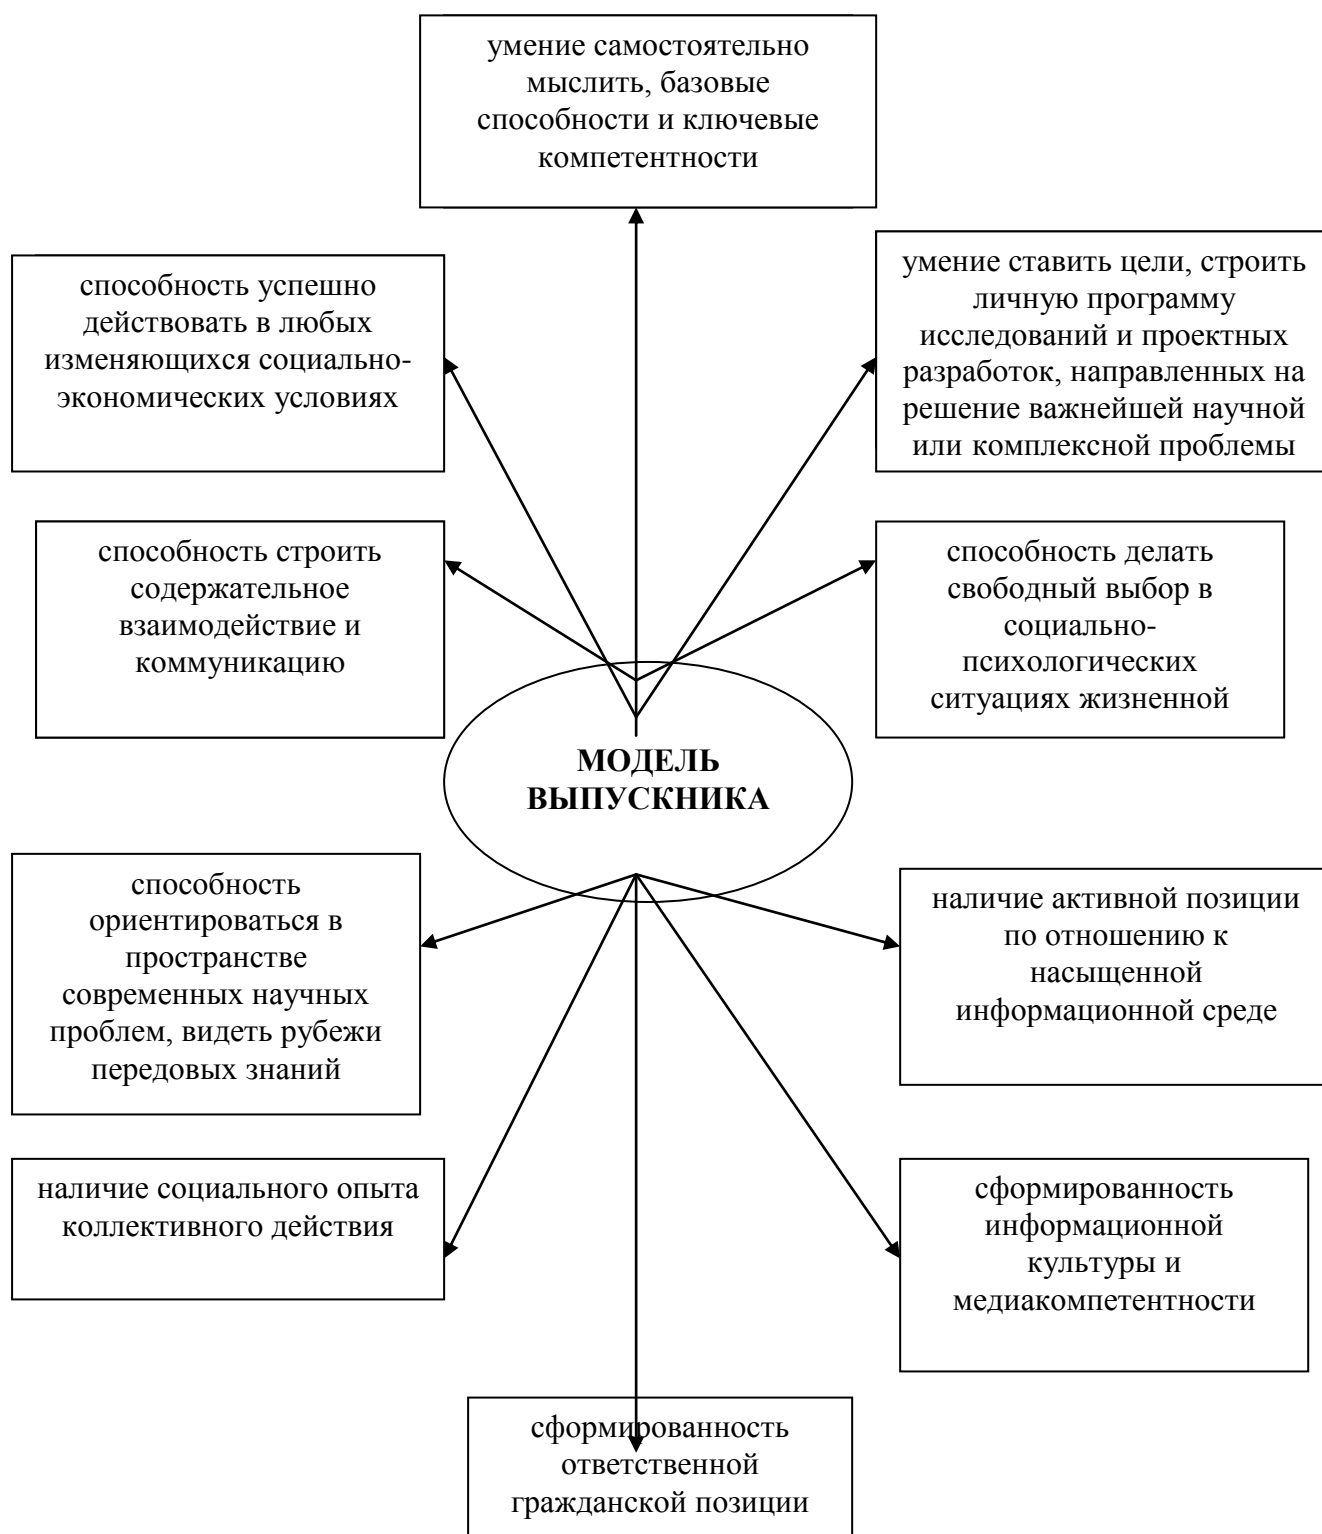 умение самостоятельно
мыслить, базовые
способности и ключевые
компетентности
способность успешно
действовать в любых
изменяющихся социально-
экономических условиях
умение ставить цели, строить
личную программу
исследований и проектных
разработок, направленных на
решение важнейшей научной
или комплексной проблемы
способность строить
содержательное
взаимодействие и
коммуникацию
способность делать
свободный выбор в
социально-
психологических
ситуациях жизненной
МОДЕЛЬ
ВЫПУСКНИКА
способность
ориентироваться в
пространстве
современных научных
проблем, видеть рубежи
передовых знаний
наличие активной позиции
по отношению к
насыщенной
информационной среде
наличие социального опыта
коллективного действия
сформированность
информационной
культуры и
медиакомпетентности
сформированность
ответственной
гражданской позиции